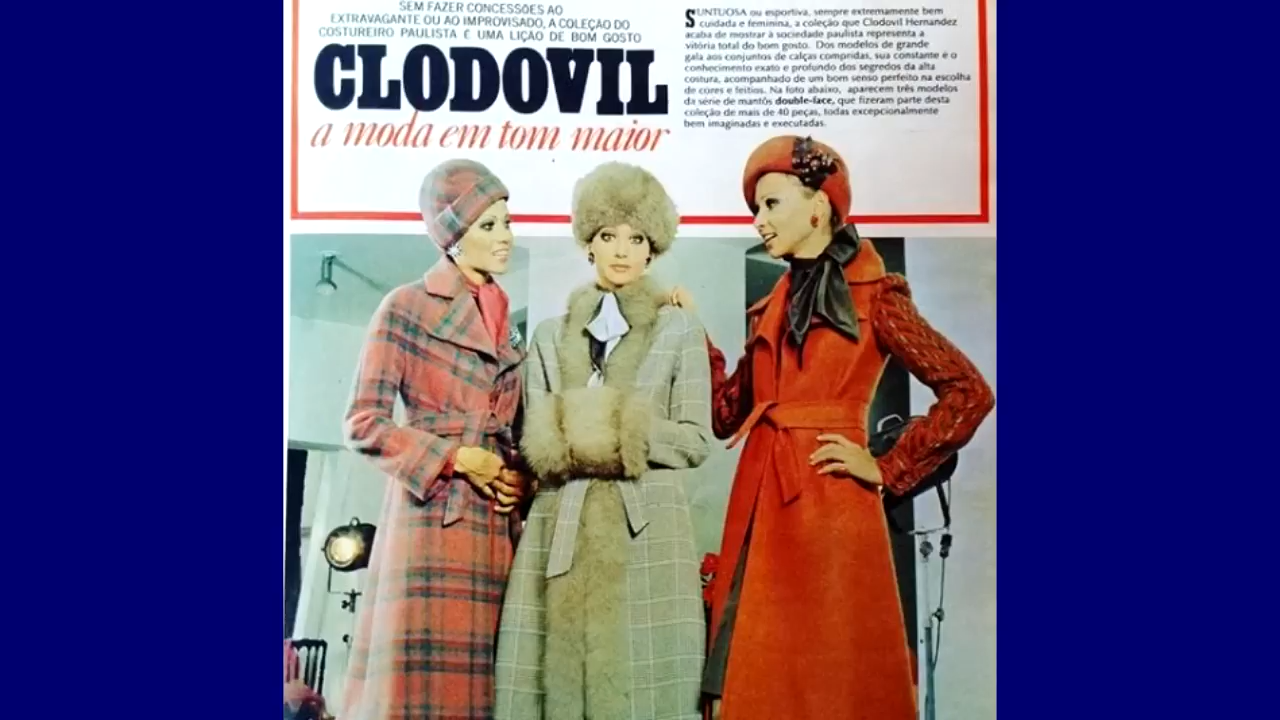 SEM FAZER CONCESSÕES AO
EXTRAVAGANTE OU AO IMPROVISADO, A COLEÇÃO DO
COSTUREIRO PAULISTA É UMA LIÇÃO DE BOM GOSTO
CLODOVIL
a moda em tom maior
SUNTUOSA ou esportiva, sempre extremamente bem
cuidada e feminina, a coleção que Clodovil Hernandez
acaba de mostrar à sociedade paulista representa a
vitória total do bom gosto. Dos modelos de grande
gala aos conjuntos de calças compridas, sua constante é o
conhecimento exato e profundo dos segredos da alta
costura, acompanhado de um bom senso perfeito na escolha
de cores e feitios. Na foto abaixo, aparecem três modelos
da série de mantôs double-face, que fizeram parte desta
coleção de mais de 40 peças, todas excepcionalmente
bem imaginadas e executadas.